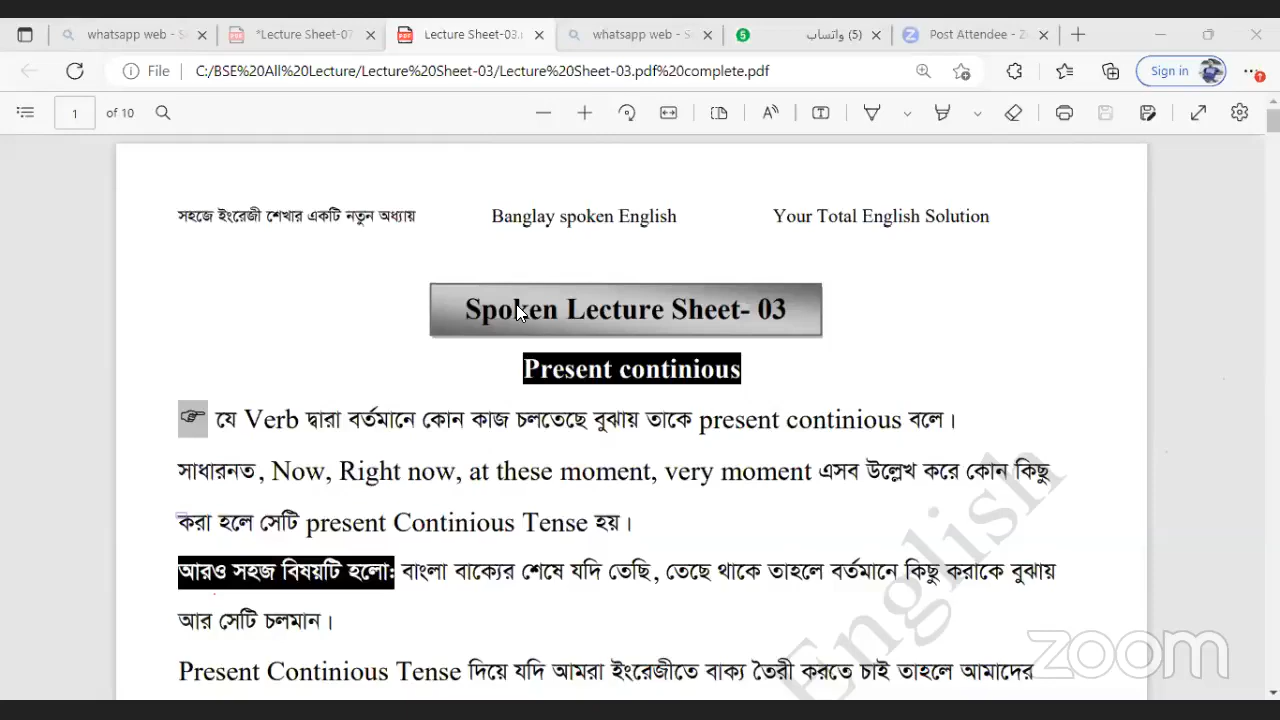 whatsapp web - S
*Lecture Sheet-07
Lecture Sheet-03.
whatsapp web - S
(5) واتساب
Post Attendee - Z
File C:/BSE%20All%20Lecture/Lecture%20Sheet-03/Lecture%20Sheet-03.pdf%20complete.pdf Sign in
1 of 10
সহজে ইংরেজী শেখার একটি নতুন অধ্যায় Banglay spoken English Your Total English Solution
Spoken Lecture Sheet- 03
Present continious
যে Verb দ্বারা বর্তমানে কোন কাজ চলতেছে বুঝায় তাকে present continious বলে।
সাধারনত, Now, Right now, at these moment, very moment এসব উল্লেখ করে কোন কিছু
করা হলে সেটি present Continious Tense হয়।
আরও সহজ বিষয়টি হলো: বাংলা বাক্যের শেষে যদি তেছি, তেছে থাকে তাহলে বর্তমানে কিছু করাকে বুঝায়
আর সেটি চলমান।
Present Continious Tense দিয়ে যদি আমরা ইংরেজীতে বাক্য তৈরী করতে চাই তাহলে আমাদের
English
zoom